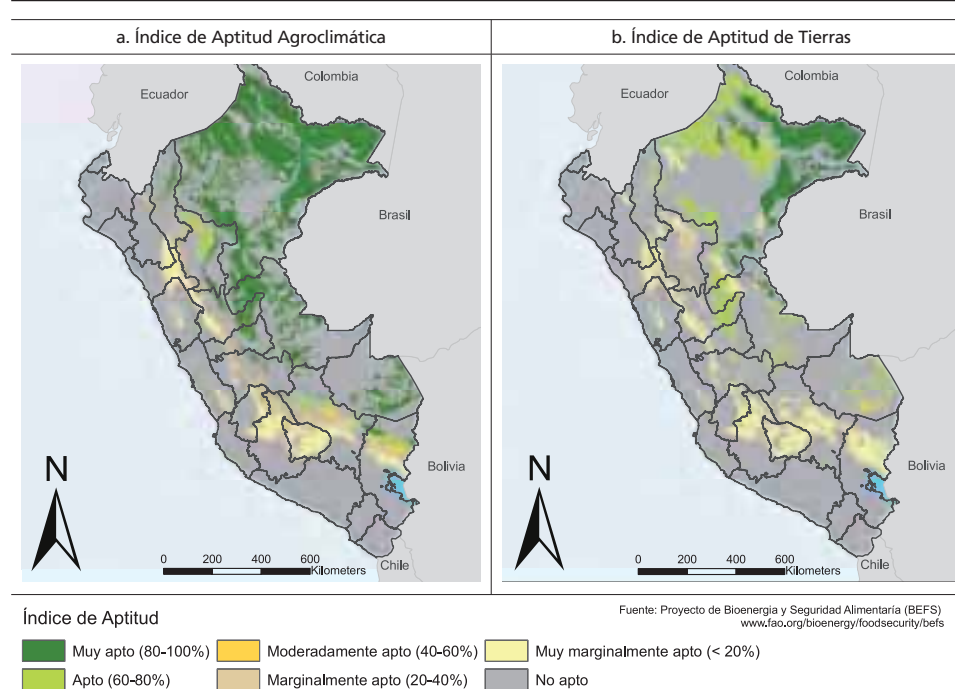 a. Índice de Aptitud Agroclimática
b. Índice de Aptitud de Tierras
Colombia
Ecuador
Brasil
Bolivia
N
0 200 400 600
Kilometers
Chile
Colombia
Ecuador
Brasil
Bolivia
N
0 200 400 600
Kilometers
Chile
Índice de Aptitud
Fuente: Proyecto de Bioenergia y Seguridad Alimentaría (BEFS)
www.fao.org/bioenergy/foodsecurity/befs
Muy apto (80-100%)
Moderadamente apto (40-60%)
Muy marginalmente apto (< 20%)
Apto (60-80%)
Marginalmente apto (20-40%)
No apto